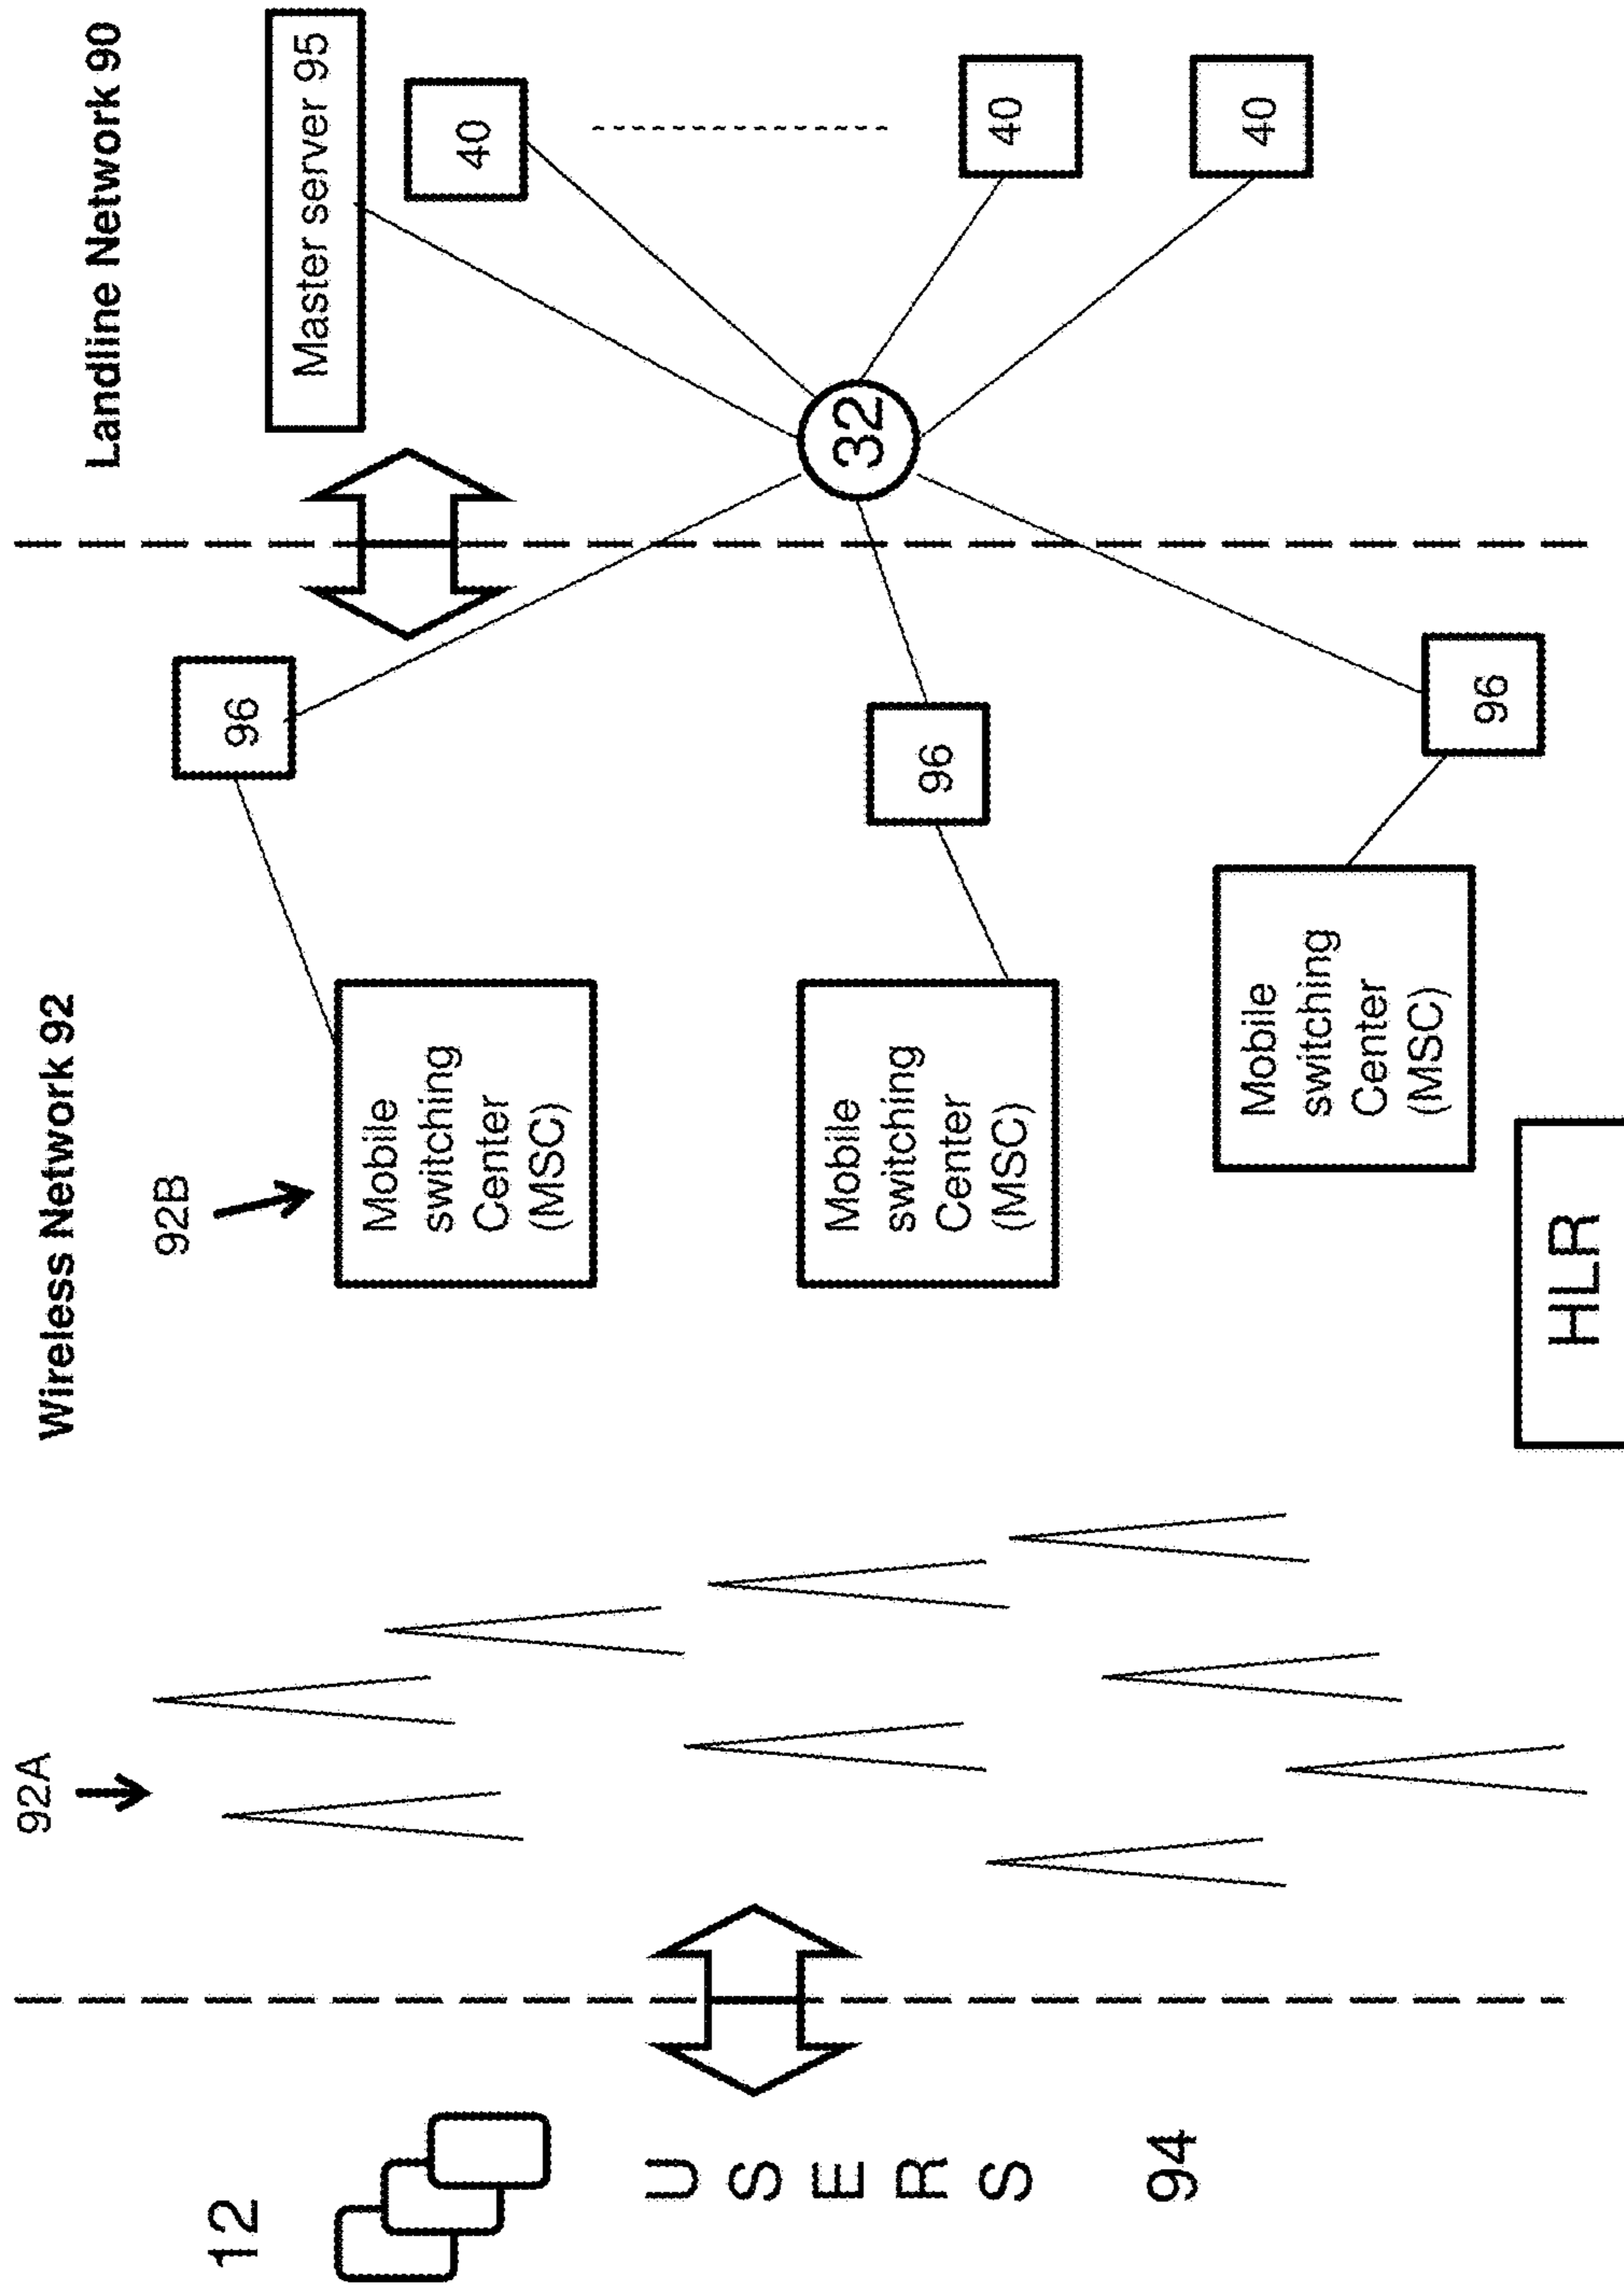 12
U
S
E
R
S
94
92A
Wireless Network 92
92B
Mobile
switching
Center
(MSC)
Mobile
switching
Center
(MSC)
Mobile
switching
Center
(MSC)
HLR
96
96
96
Landline Network 90
Master server 95
40
40
40
32